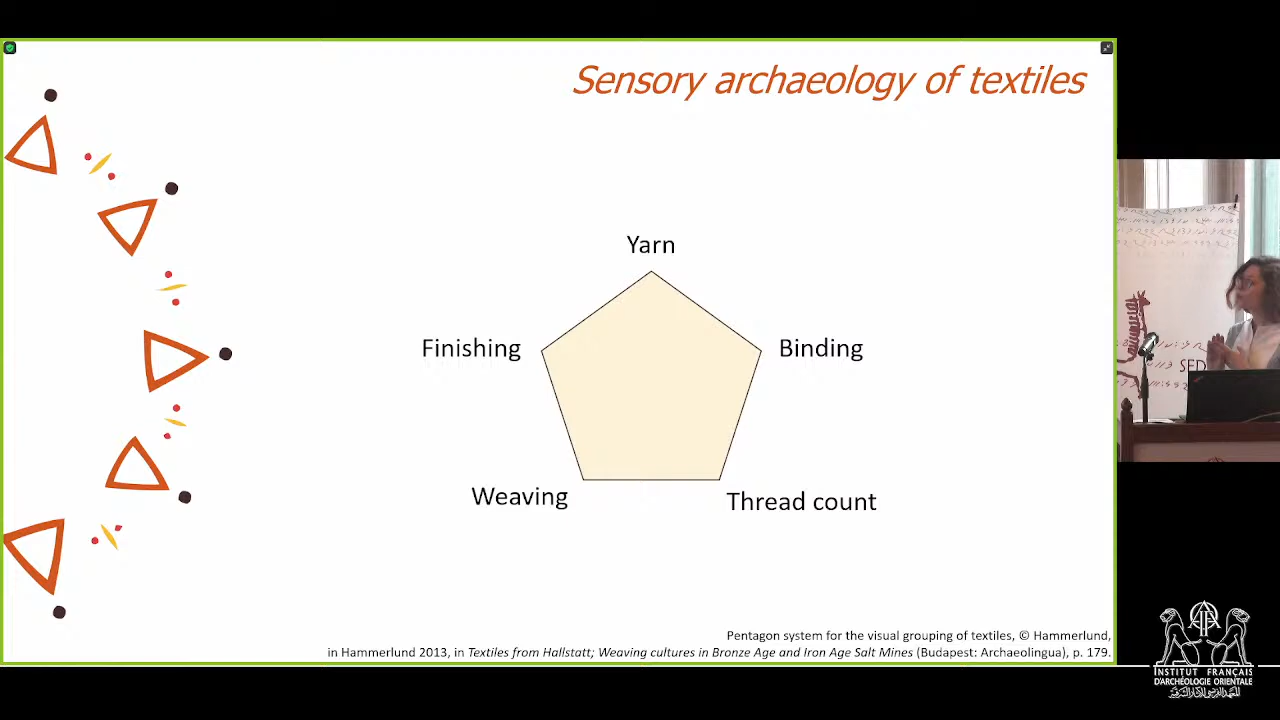 Sensory archaeology of textiles
Yarn
Finishing
Binding
Weaving
Thread count
Pentagon system for the visual grouping of textiles, © Hammerlund,
in Hammerlund 2013, in Textiles from Hallstatt; Weaving cultures in Bronze Age and Iron Age Salt Mines (Budapest: Archaeolingua), p. 179.
SED
INSTITUT FRANÇAIS
D'ARCHÉOLOGIE ORIENTALE